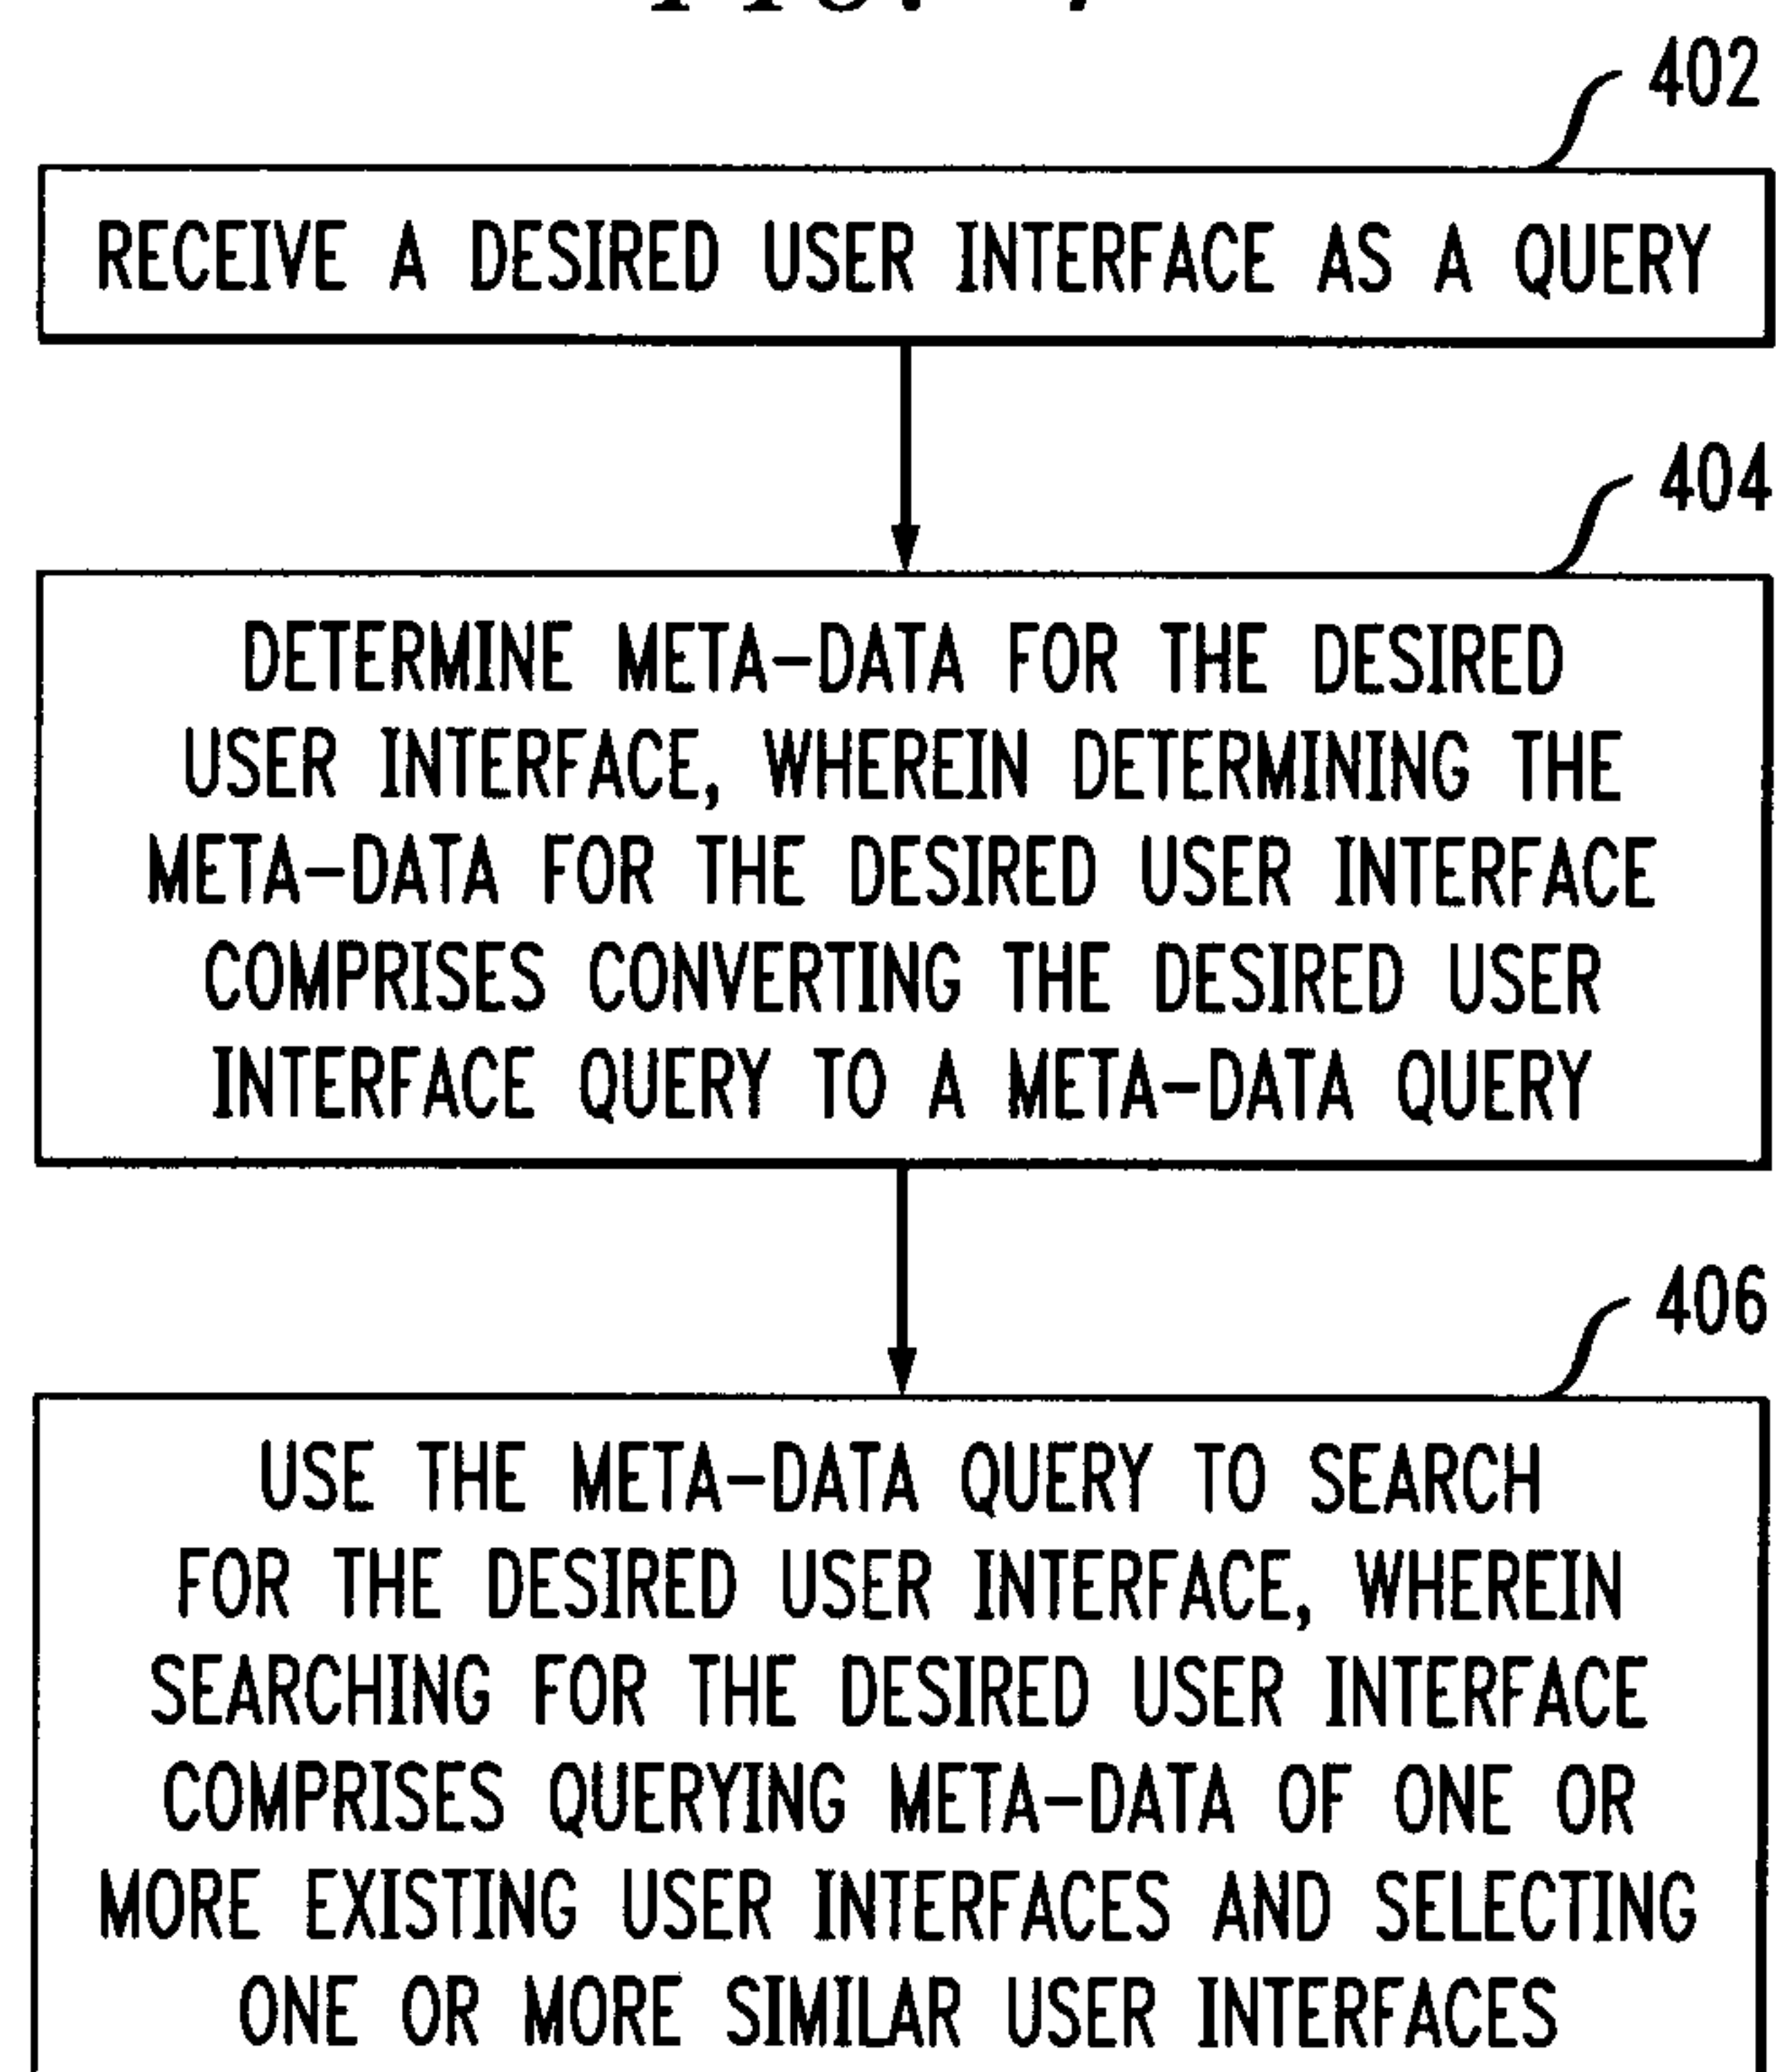 402
RECEIVE A DESIRED USER INTERFACE AS A QUERY
404
DETERMINE META-DATA FOR THE DESIRED
USER INTERFACE, WHEREIN DETERMINING THE
META-DATA FOR THE DESIRED USER INTERFACE
COMPRISES CONVERTING THE DESIRED USER
INTERFACE QUERY TO A META-DATA QUERY
406
USE THE META-DATA QUERY TO SEARCH
FOR THE DESIRED USER INTERFACE, WHEREIN
SEARCHING FOR THE DESIRED USER INTERFACE
COMPRISES QUERYING META-DATA OF ONE OR
MORE EXISTING USER INTERFACES AND SELECTING
ONE OR MORE SIMILAR USER INTERFACES